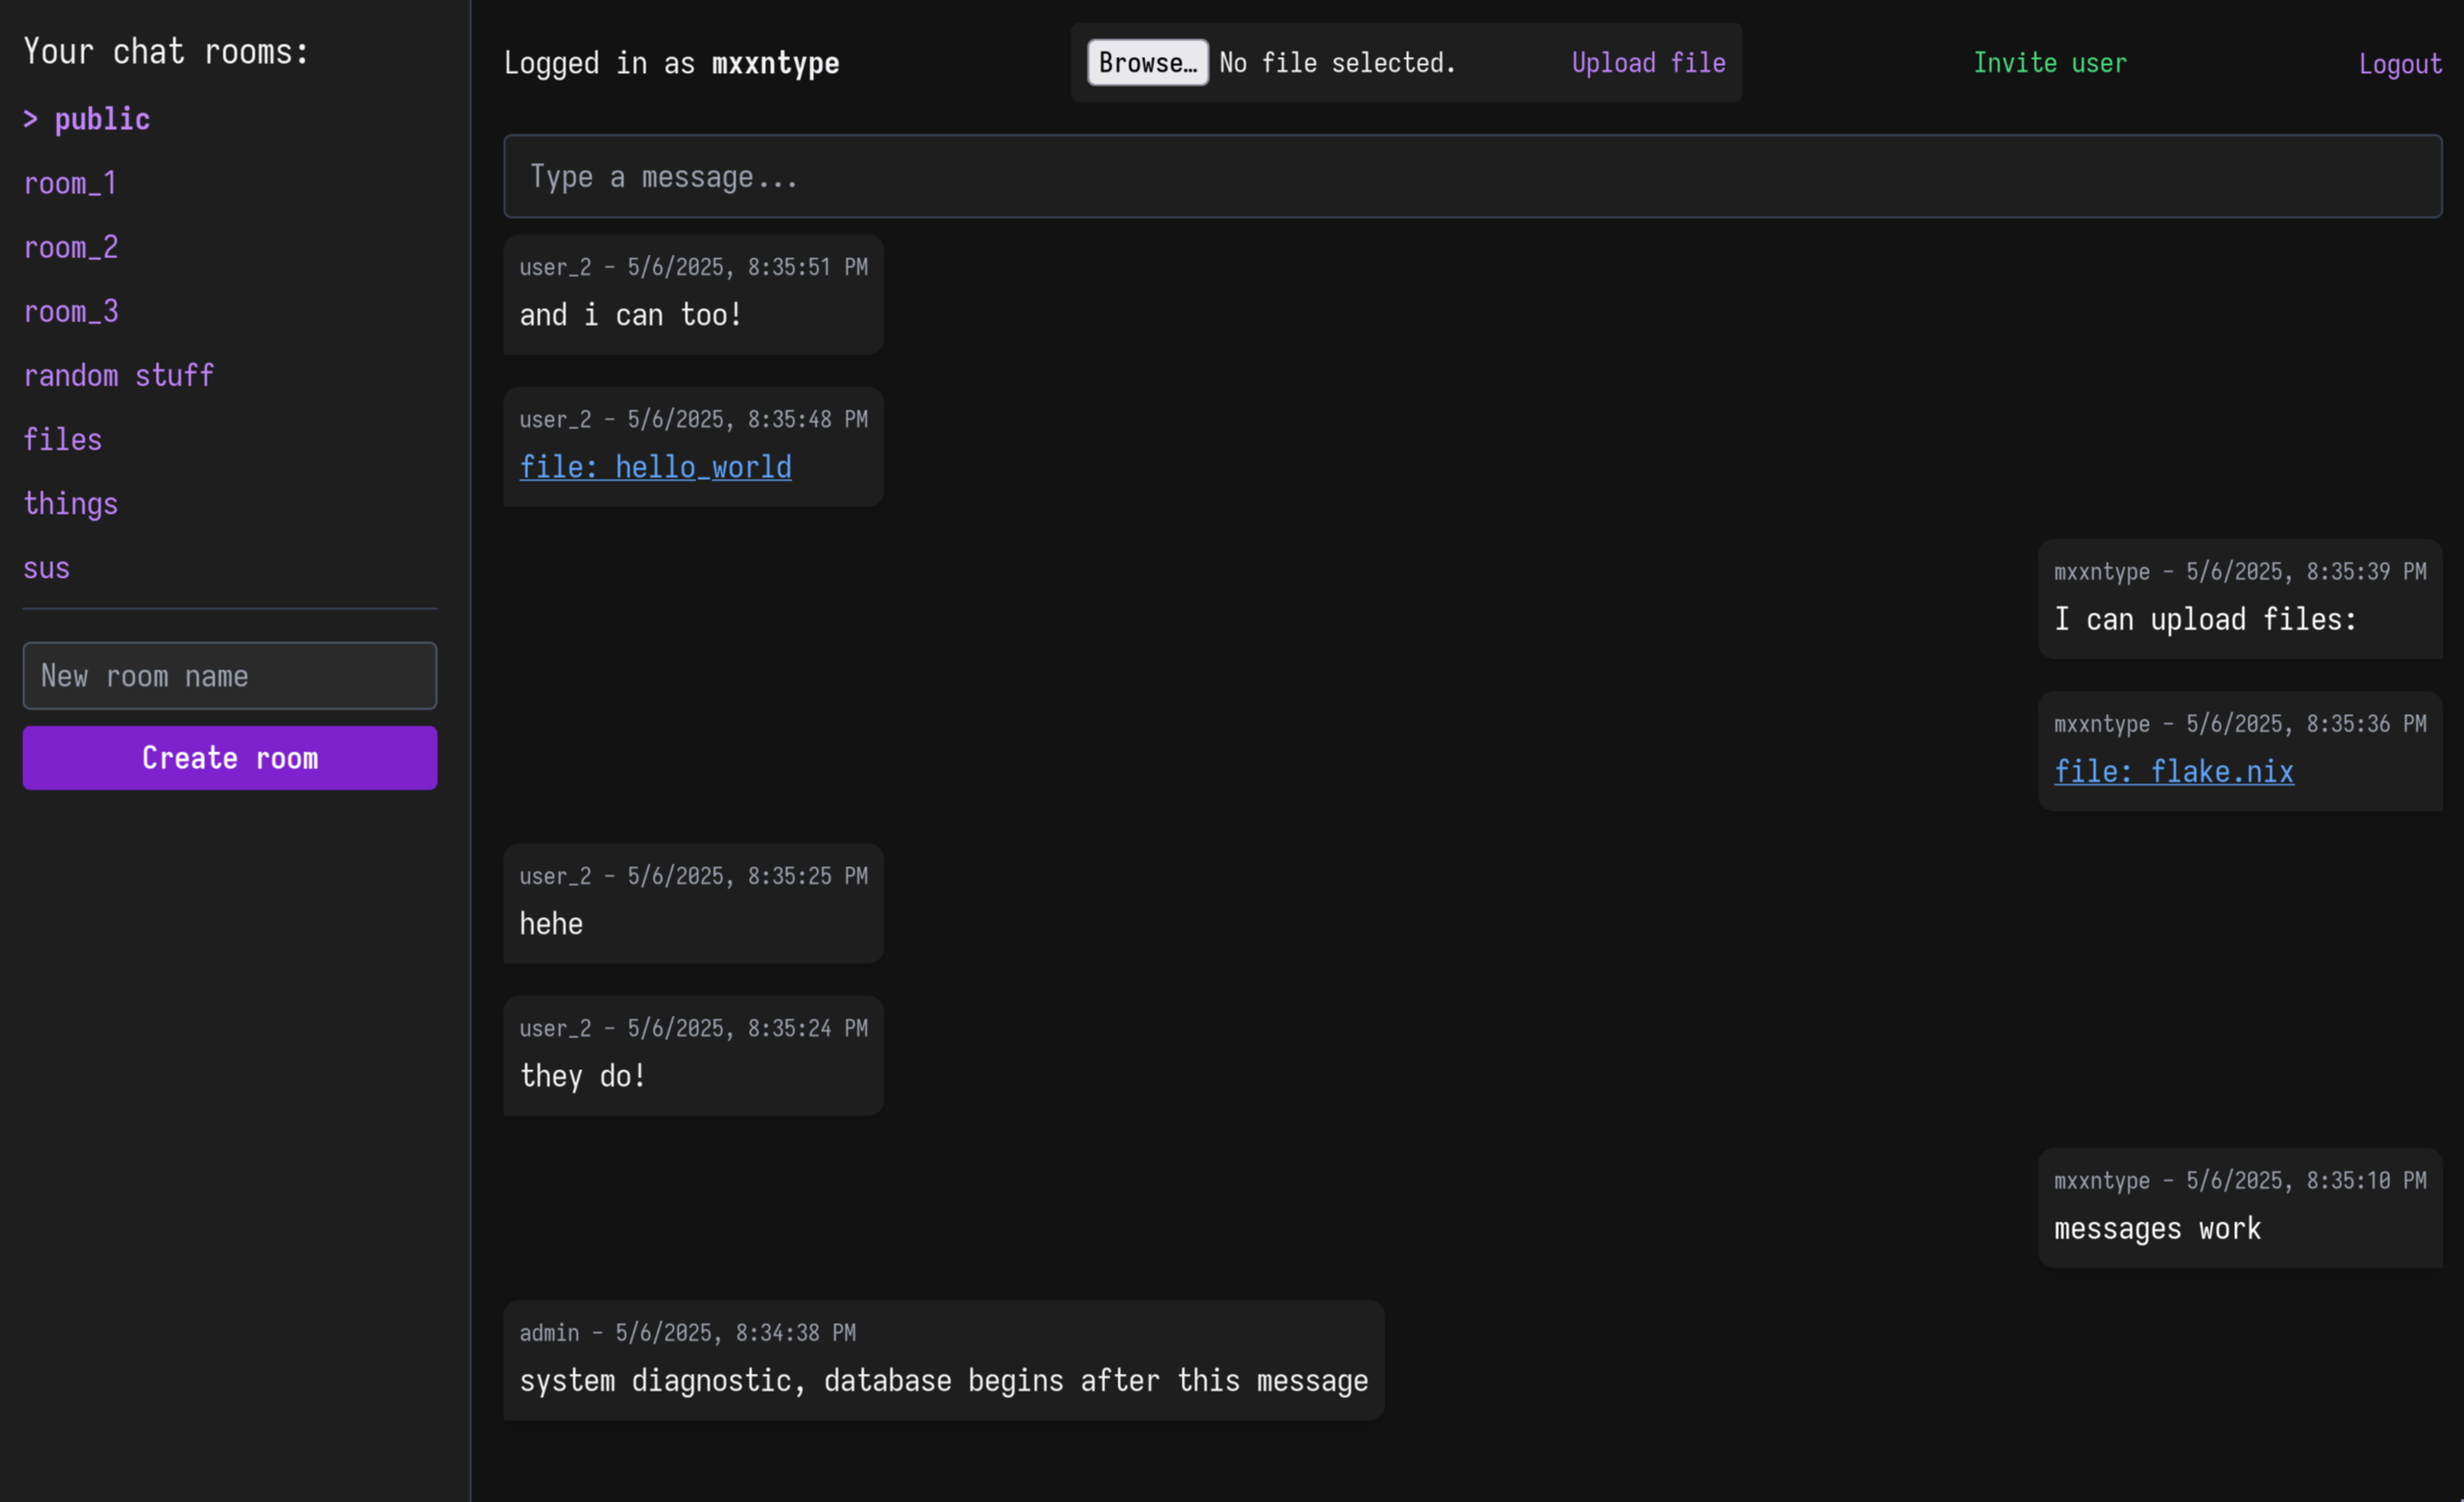 Your chat rooms:
> public
room_1
room_2
room_3
random stuff
files
things
sus
New room name
Create room
Logged in as mxxntype
Browse… No file selected. Upload file
Invite user
Logout
Type a message...
user_2 – 5/6/2025, 8:35:51 PM
and i can too!
user_2 – 5/6/2025, 8:35:48 PM
file: hello_world
mxxntype – 5/6/2025, 8:35:39 PM
I can upload files:
mxxntype – 5/6/2025, 8:35:36 PM
file: flake.nix
user_2 – 5/6/2025, 8:35:25 PM
hehe
user_2 – 5/6/2025, 8:35:24 PM
they do!
mxxntype – 5/6/2025, 8:35:10 PM
messages work
admin – 5/6/2025, 8:34:38 PM
system diagnostic, database begins after this message